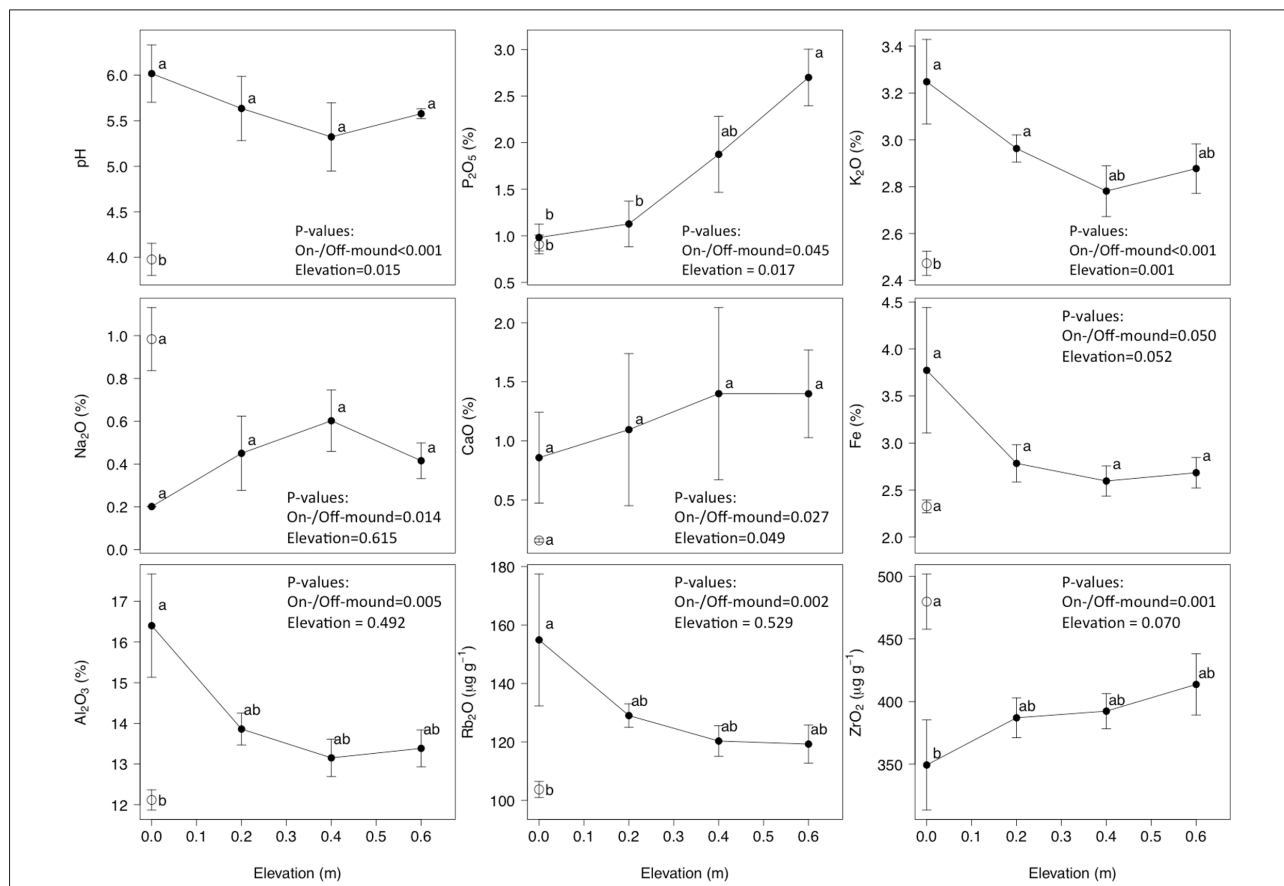 pH
6.0
5.5
5.0
4.5
4.0
a
a
a
a
b
P-values:
On-/Off-mound<0.001
Elevation=0.015
P₂O₅ (%)
3.0
2.5
2.0
1.5
1.0
0.5
b
b
b
ab
a
P-values:
On-/Off-mound=0.045
Elevation = 0.017
K₂O (%)
3.4
3.2
3.0
2.8
2.6
2.4
a
a
ab
ab
b
P-values:
On-/Off-mound<0.001
Elevation=0.001
Na₂O (%)
1.0
0.8
0.6
0.4
0.2
0.0
a
a
a
a
a
P-values:
On-/Off-mound=0.014
Elevation=0.615
CaO (%)
2.0
1.5
1.0
0.5
a
a
a
a
a
P-values:
On-/Off-mound=0.027
Elevation=0.049
Fe (%)
4.5
4.0
3.5
3.0
2.5
2.0
a
a
a
a
a
P-values:
On-/Off-mound=0.050
Elevation=0.052
Al₂O₃ (%)
17
16
15
14
13
12
a
ab
ab
ab
b
P-values:
On-/Off-mound=0.005
Elevation = 0.492
0.0 0.1 0.2 0.3 0.4 0.5 0.6
Elevation (m)
Rb₂O (µg g⁻¹)
180
160
140
120
100
a
ab
ab
ab
b
P-values:
On-/Off-mound=0.002
Elevation = 0.529
0.0 0.1 0.2 0.3 0.4 0.5 0.6
Elevation (m)
ZrO₂ (µg g⁻¹)
500
450
400
350
a
b
ab
ab
ab
P-values:
On-/Off-mound=0.001
Elevation = 0.070
0.0 0.1 0.2 0.3 0.4 0.5 0.6
Elevation (m)